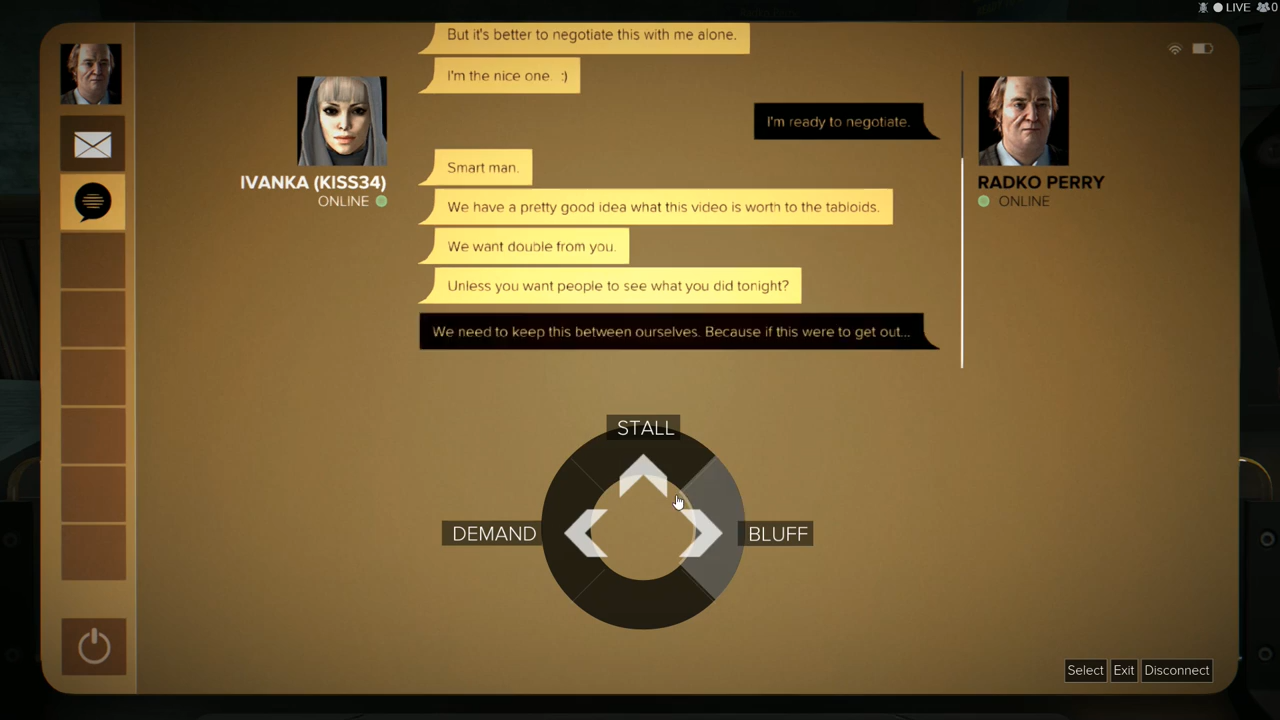 LIVE 0
But it's better to negotiate this with me alone.
I'm the nice one. :)
I'm ready to negotiate.
IVANKA (KISS34)
ONLINE
RADKO PERRY
ONLINE
Smart man.
We have a pretty good idea what this video is worth to the tabloids.
We want double from you.
Unless you want people to see what you did tonight?
We need to keep this between ourselves. Because if this were to get out...
STALL
DEMAND
BLUFF
Select Exit Disconnect